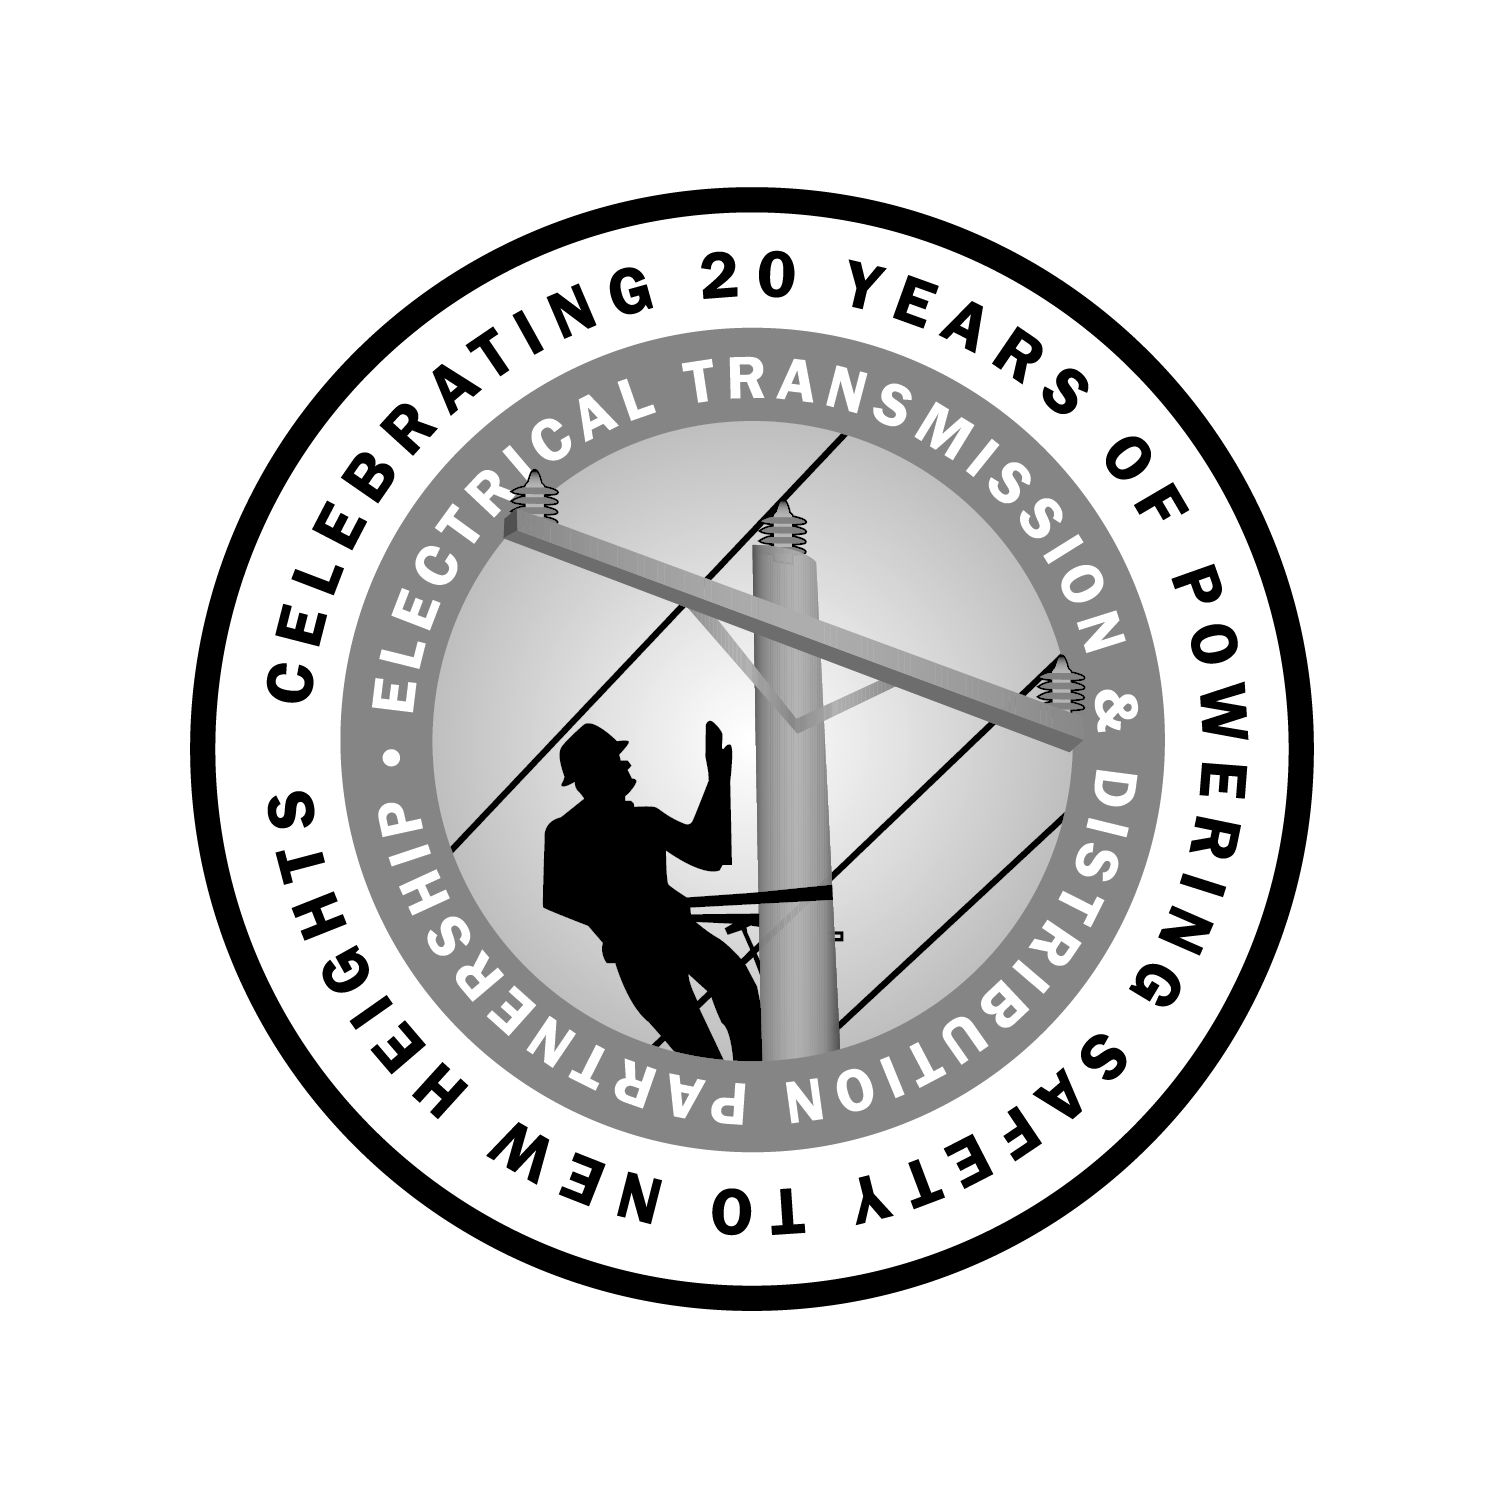 CELEBRATING 20 YEARS OF POWERING SAFETY TO NEW HEIGHTS
ELECTRICAL TRANSMISSION & DISTRIBUTION PARTNERSHIP •